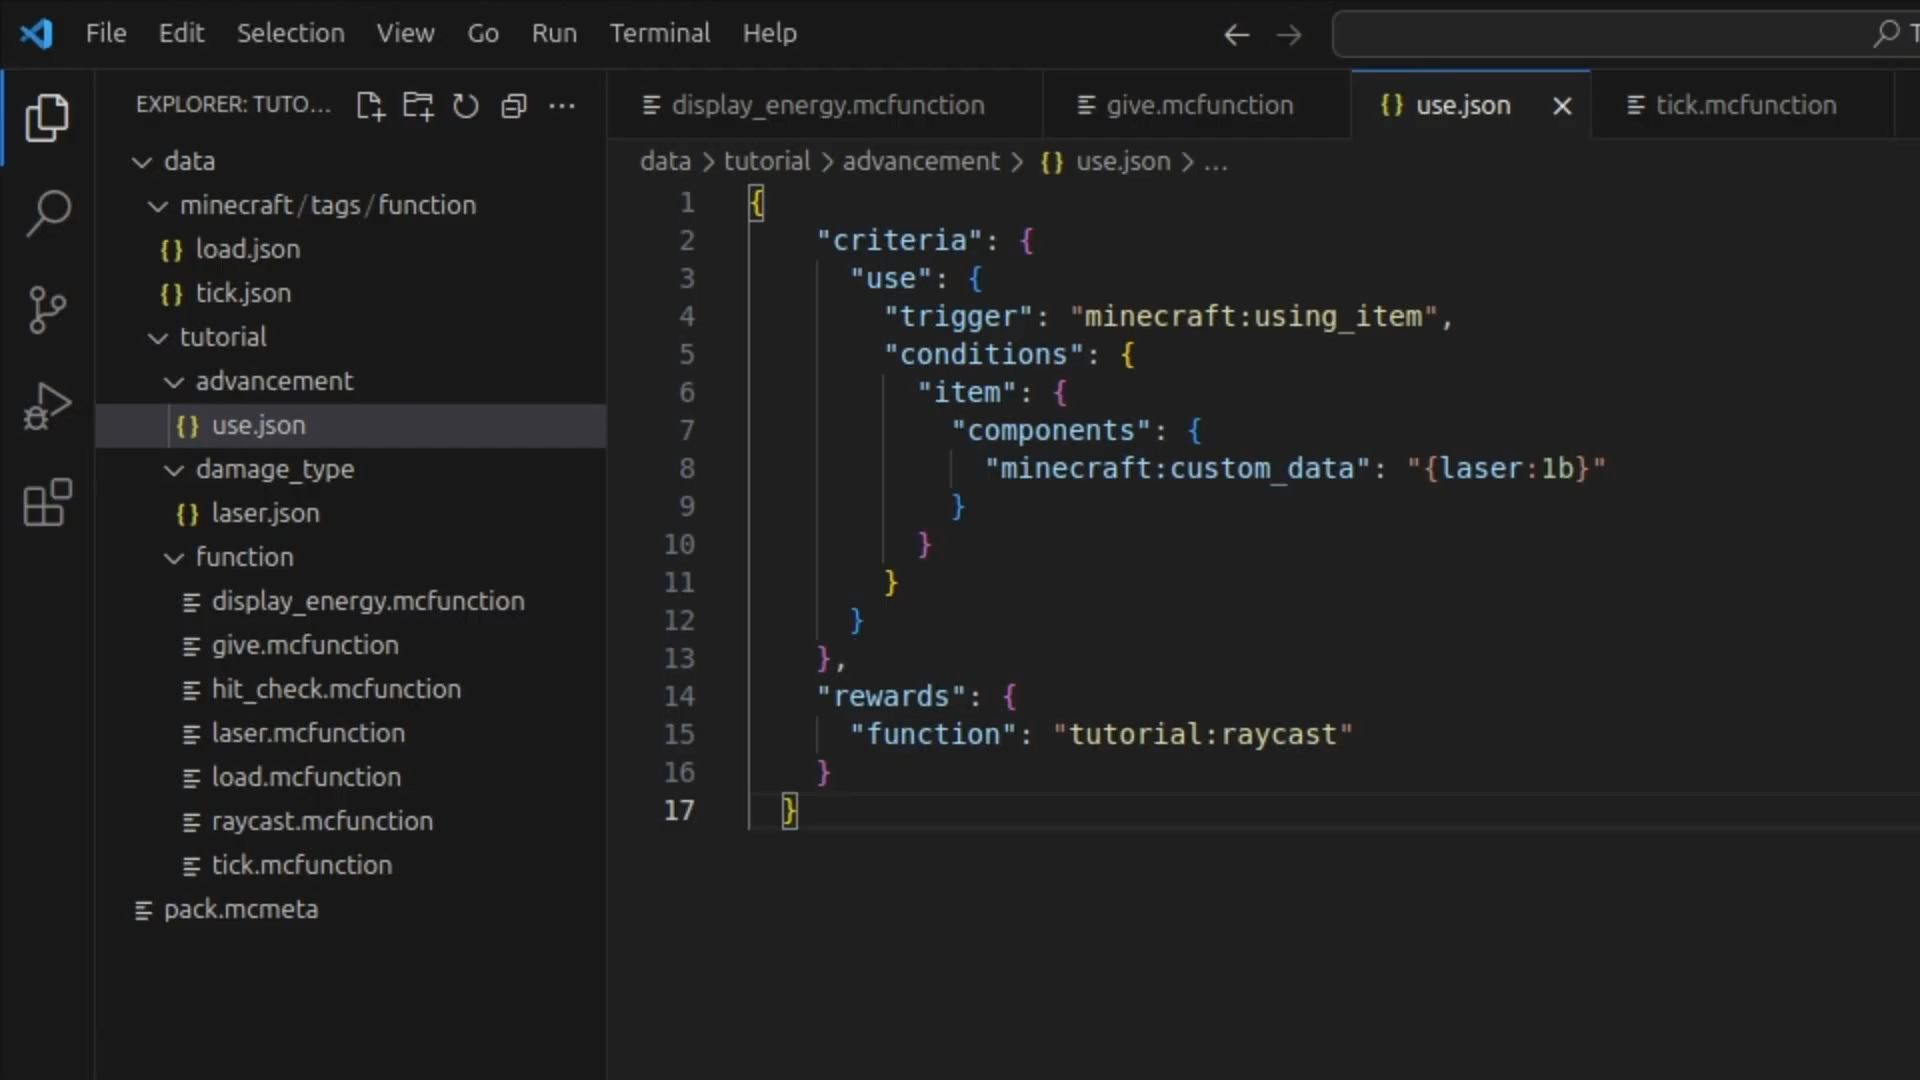 File Edit Selection View Go Run Terminal Help
EXPLORER: TUTO...
data
minecraft/tags/function
{} load.json
{} tick.json
tutorial
advancement
{} use.json
damage_type
{} laser.json
function
display_energy.mcfunction
give.mcfunction
hit_check.mcfunction
laser.mcfunction
load.mcfunction
raycast.mcfunction
tick.mcfunction
pack.mcmeta
display_energy.mcfunction give.mcfunction {} use.json tick.mcfunction
data > tutorial > advancement > {} use.json > ...
1 {
2 "criteria": {
3 "use": {
4 "trigger": "minecraft:using_item",
5 "conditions": {
6 "item": {
7 "components": {
8 "minecraft:custom_data": "{laser:1b}"
9 }
10 }
11 }
12 }
13 },
14 "rewards": {
15 "function": "tutorial:raycast"
16 }
17 }